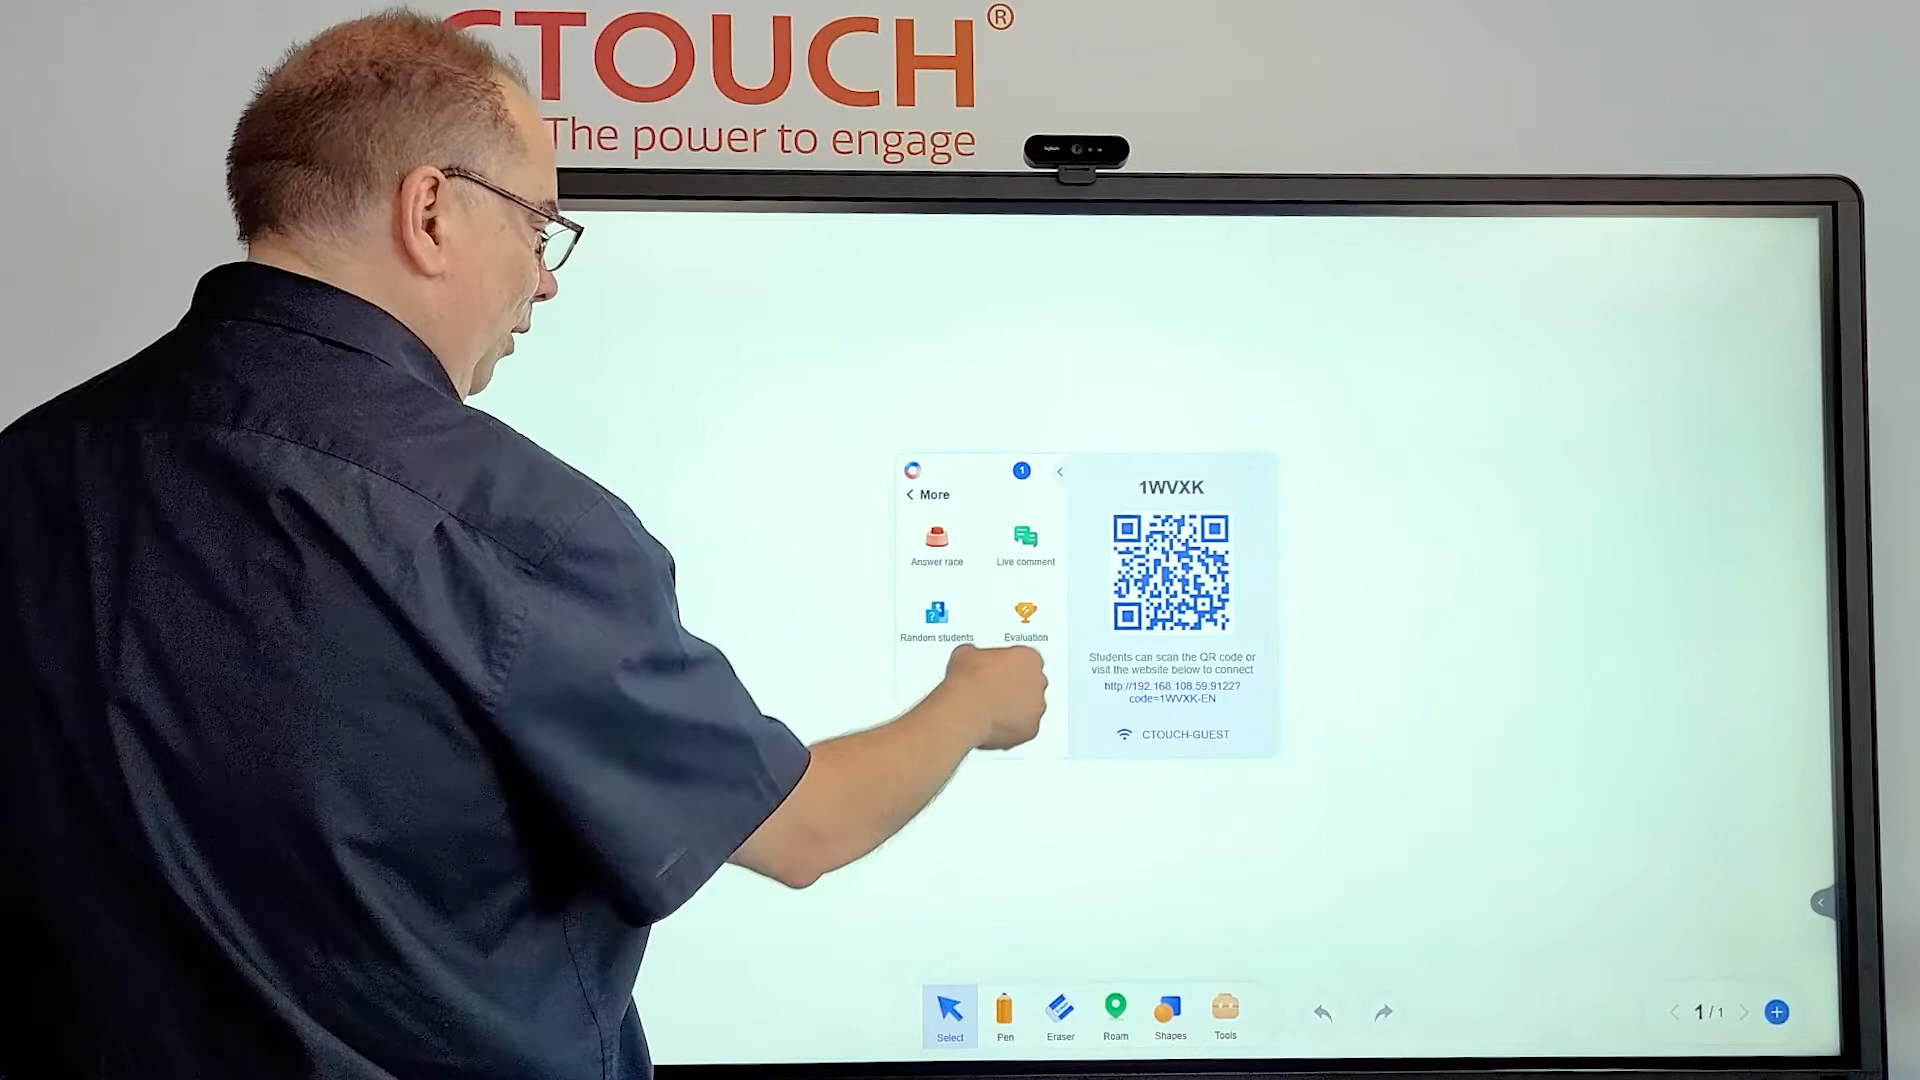 CTOUCH®
The power to engage
logitech
1
More
1WVXK
Answer race
Live comment
Random students
Evaluation
Students can scan the QR code or
visit the website below to connect
http://192.168.108.59:9122?
code=1WVXK-EN
CTOUCH-GUEST
Select
Pen
Eraser
Roam
Shapes
Tools
1/1